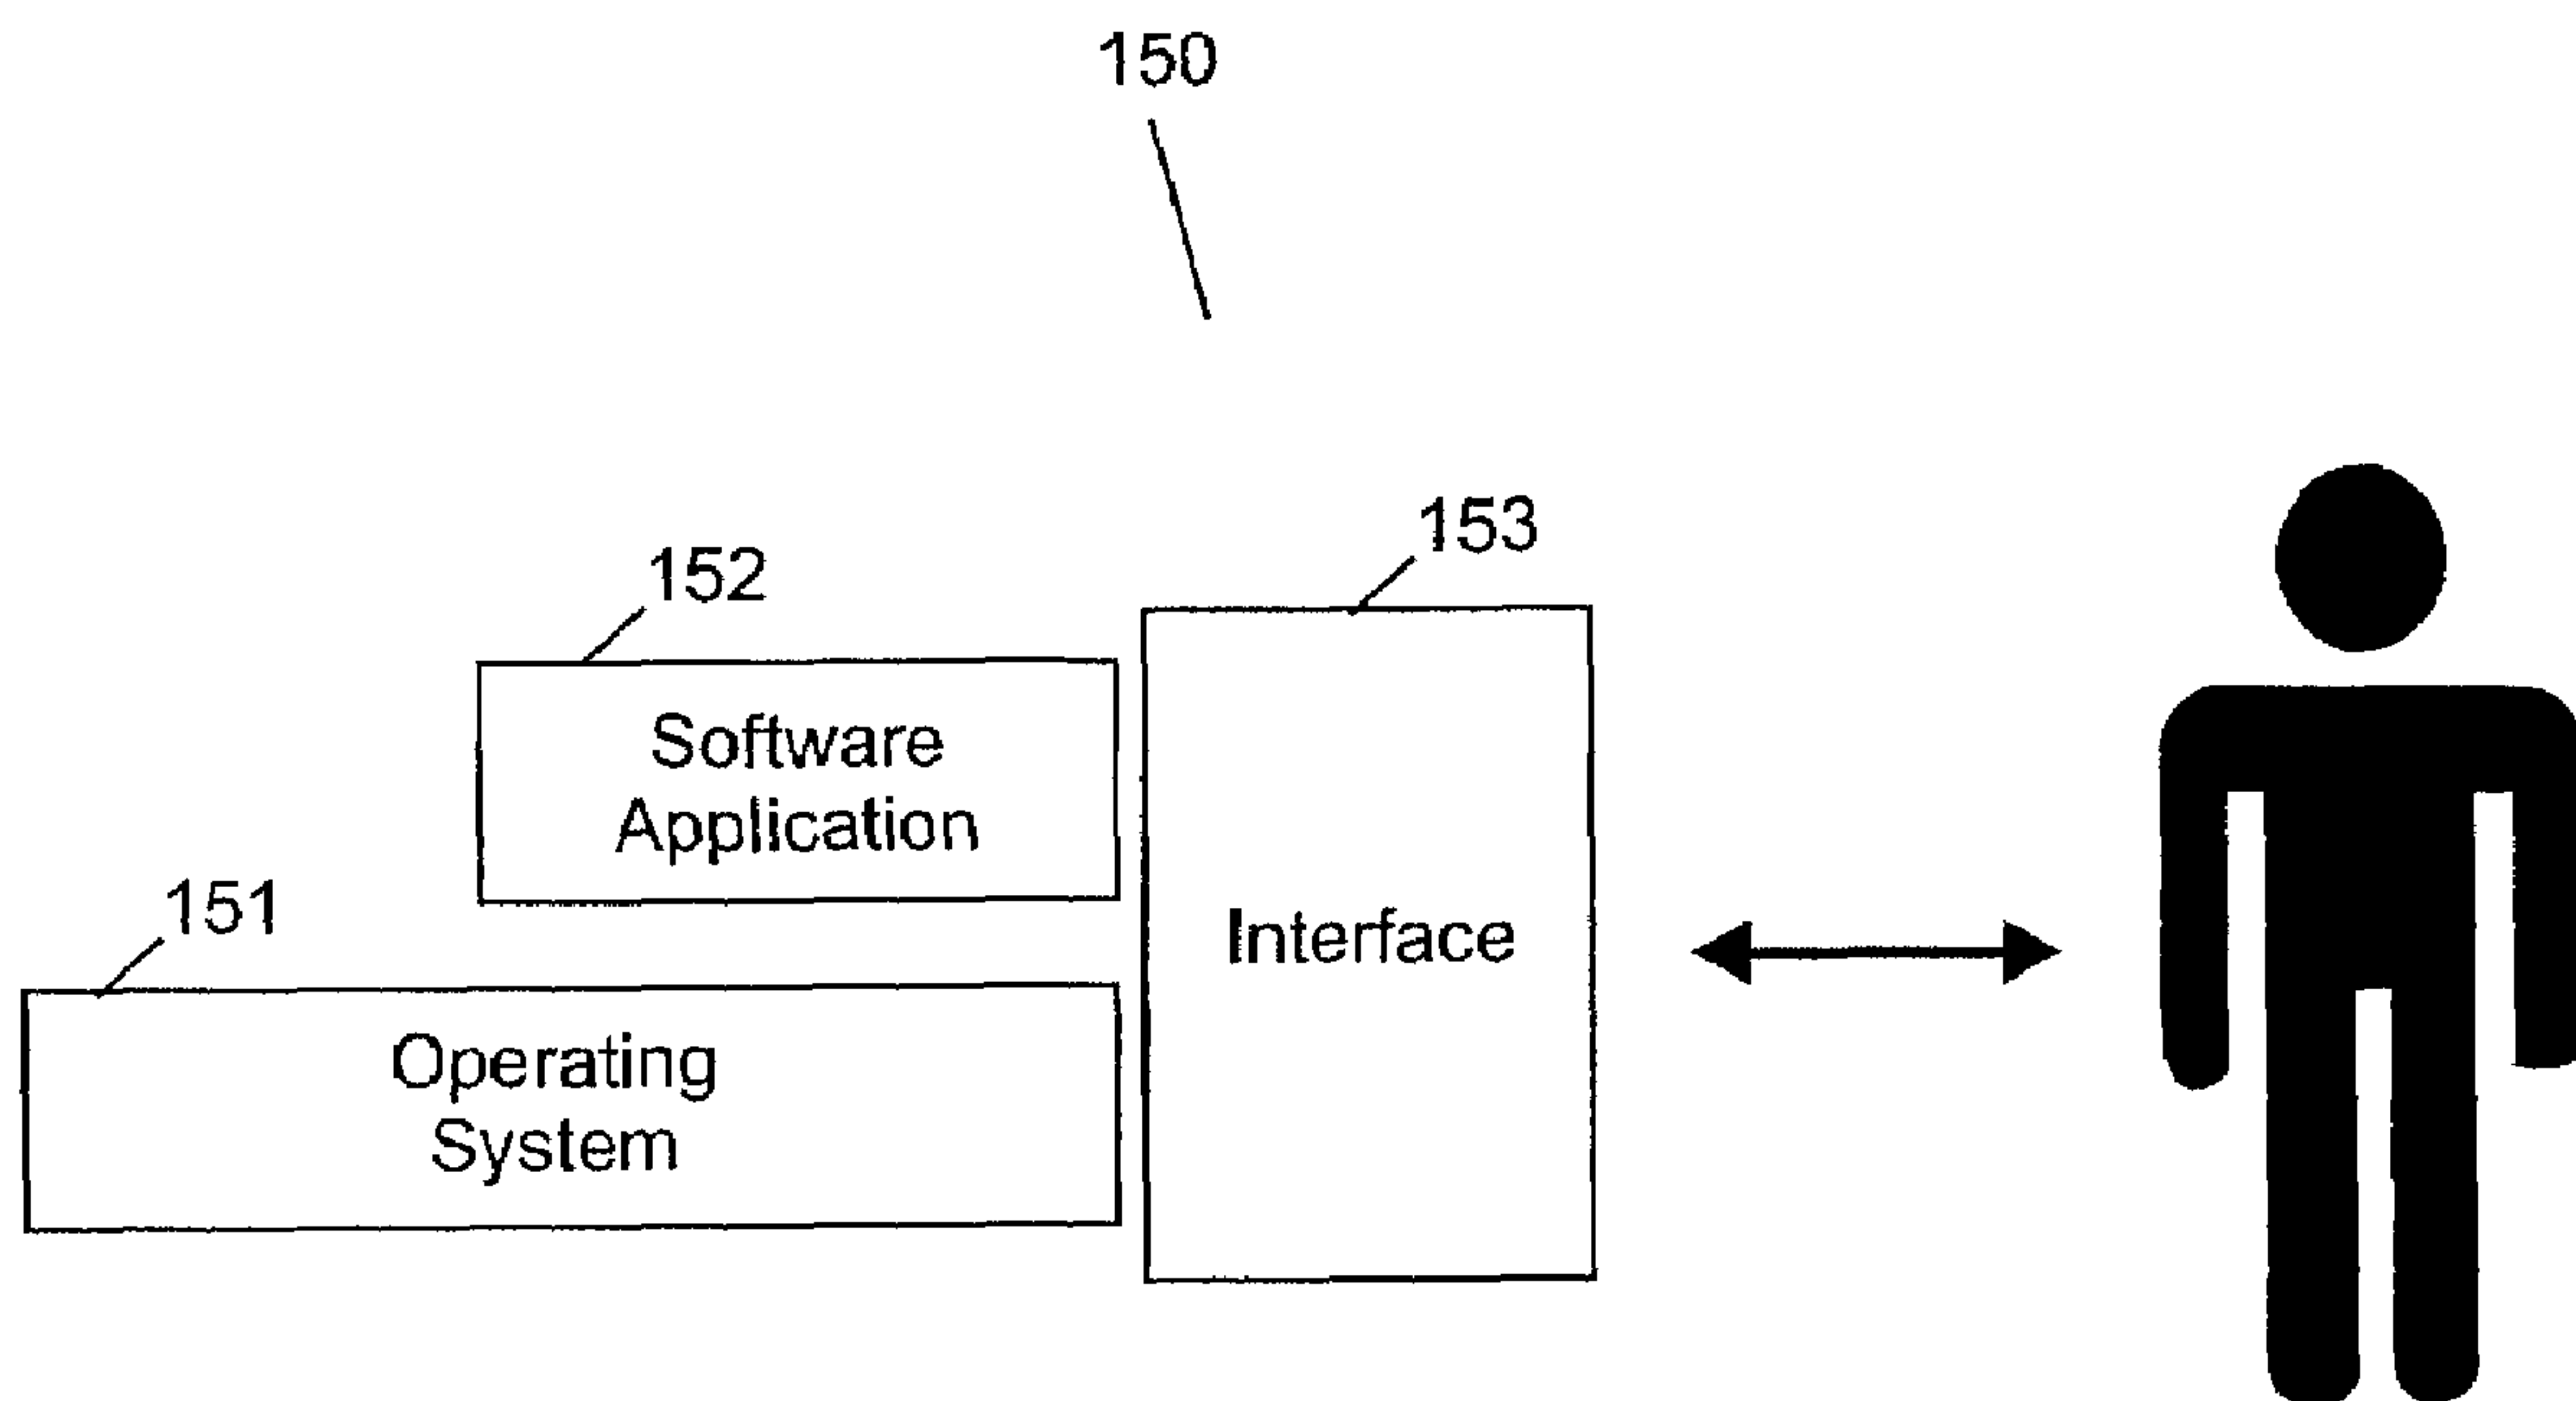 150
153
152
Software
Application
151
Interface
Operating
System